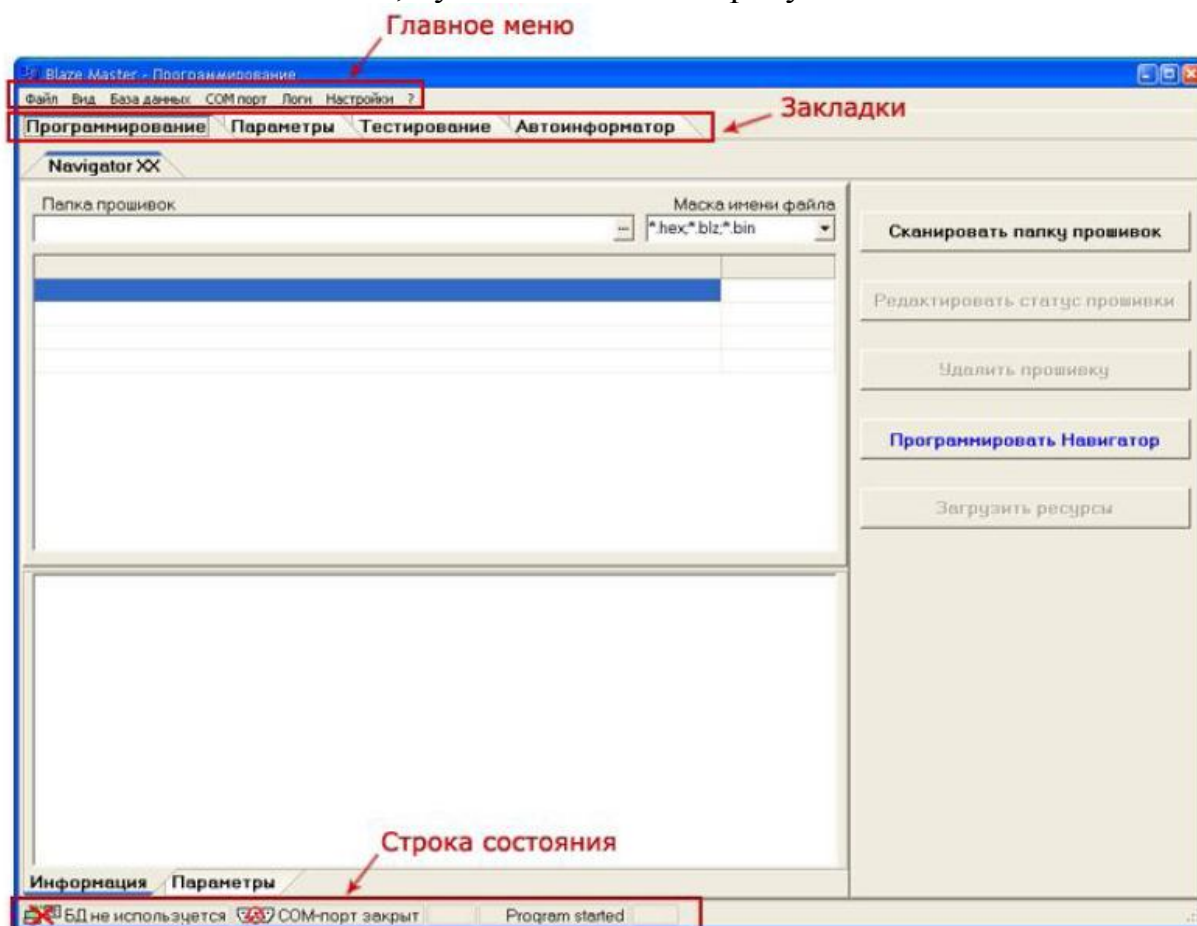 Главное меню
Blaze Master - Программирование
Файл Вид База данных COM порт Логи Настройки ?
Закладки
Программирование Параметры Тестирование Автоинформатор
Navigator XX
Папка прошивок
Маска имени файла
... *.hex;*.blz;*.bin
Сканировать папку прошивок
Редактировать статус прошивки
Удалить прошивку
Программировать Навигатор
Загрузить ресурсы
Строка состояния
Информация Параметры
БД не используется COM-порт закрыт Program started